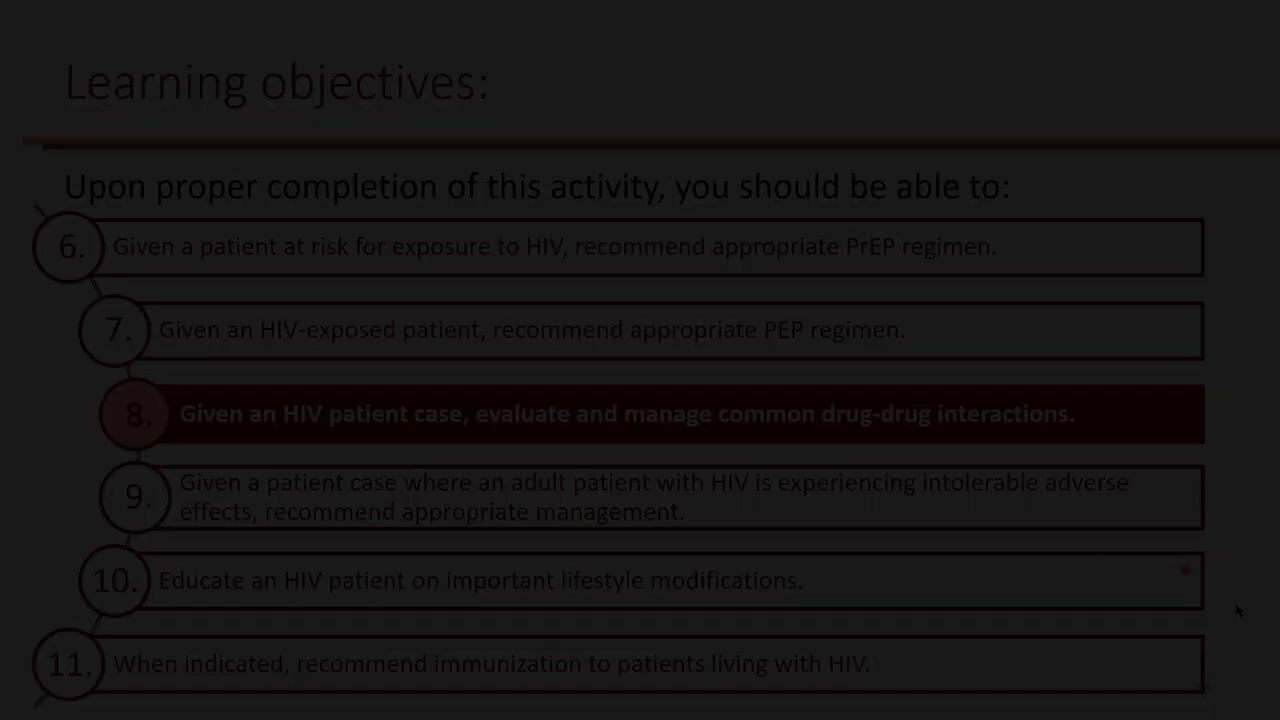 Learning objectives:
Upon proper completion of this activity, you should be able to:
6. Given a patient at risk for exposure to HIV, recommend appropriate PrEP regimen.
7. Given an HIV-exposed patient, recommend appropriate PEP regimen.
8. Given an HIV patient case, evaluate and manage common drug-drug interactions.
9. Given a patient case where an adult patient with HIV is experiencing intolerable adverse
effects, recommend appropriate management.
10. Educate an HIV patient on important lifestyle modifications.
11. When indicated, recommend immunization to patients living with HIV.